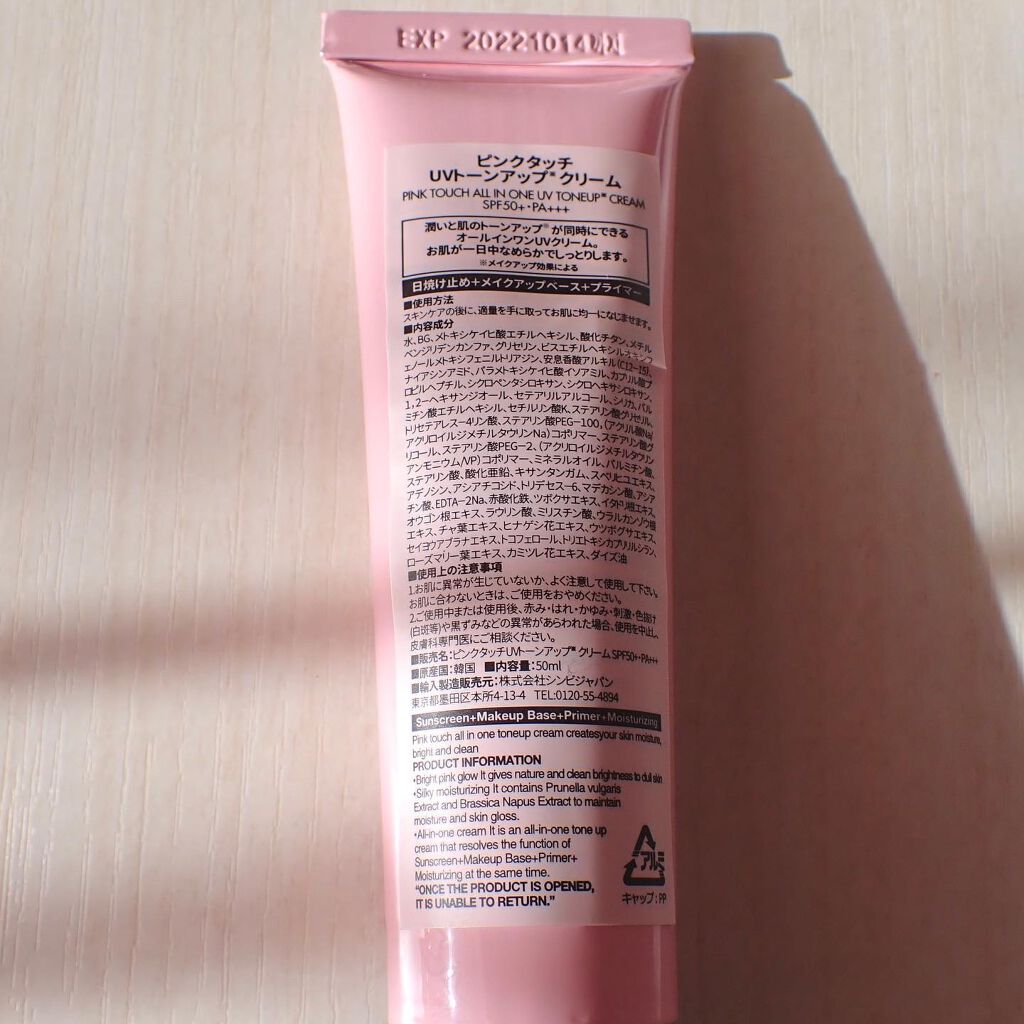 EXP 20221014까지
ピンクタッチ
UVトーンアップ※クリーム
PINK TOUCH ALL IN ONE UV TONEUP※ CREAM
SPF50+・PA+++
潤いと肌のトーンアップ※が同時にできる
オールインワンUVクリーム。
お肌が一日中なめらかでしっとりします。
※メイクアップ効果による
日焼け止め+メイクアップベース+プライマー
■使用方法
スキンケアの後に、適量を手に取ってお肌に均一になじませます。
■内容成分
水、BG、メトキシケイヒ酸エチルヘキシル、酸化チタン、メチル
ベンジリデンカンファ、グリセリン、ビスエチルヘキシルオキシフ
ェノールメトキシフェニルトリアジン、安息香酸アルキル(C12-15)、
ナイアシンアミド、パラメトキシケイヒ酸イソアミル、カプリル酸プ
ロピルヘプチル、シクロペンタシロキサン、シクロヘキシロキサン、
1,2-ヘキサンジオール、セテアリルアルコール、シリカ、パル
ミチン酸エチルヘキシル、セチルリン酸K、ステアリン酸グリセリル、
トリセテアレス-4リン酸、ステアリン酸PEG-100、(アクリル酸Na/
アクリロイルジメチルタウリンNa)コポリマー、ステアリン酸グ
リコール、ステアリン酸PEG-2、(アクリロイルジメチルタウリン
アンモニウム/VP)コポリマー、ミネラルオイル、パルミチン酸、
ステアリン酸、酸化亜鉛、キサンタンガム、スベリヒユエキス、
アデノシン、アシアチコシド、トリデセス-6、マデカシン酸、アシア
チン酸、EDTA-2Na、赤酸化鉄、ツボクサエキス、イタドリ根エキス、
オウゴン根エキス、ラウリン酸、ミリスチン酸、ウラルカンゾウ根
エキス、チャ葉エキス、ヒナゲシ花エキス、ウツボグサエキス、
セイヨウアブラナエキス、トコフェロール、トリエトキシカプリリルシラン、
ローズマリー葉エキス、カミツレ花エキス、ダイズ油
■使用上の注意事項
1.お肌に異常が生じていないか、よく注意して使用して下さい。
お肌に合わないときは、ご使用をおやめください。
2.ご使用中または使用後、赤み・はれ・かゆみ・刺激・色抜け
(白斑等)や黒ずみなどの異常があらわれた場合、使用を中止し、
皮膚科専門医にご相談ください。
■販売名:ピンクタッチUVトーンアップ※ クリーム SPF50+・PA+++
■原産国:韓国 ■内容量:50ml
■輸入製造販売元:株式会社シンビジャパン
東京都墨田区本所4-13-4 TEL:0120-55-4894
Sunscreen+Makeup Base+Primer+Moisturizing
Pink touch all in one toneup cream createsyour skin moisture,
bright and clean
PRODUCT INFORMATION
•Bright pink glow It gives nature and clean brightness to dull skin
•Silky moisturizing It contains Prunella vulgaris
Extract and Brassica Napus Extract to maintain
moisture and skin gloss.
•All-in-one cream It is an all-in-one tone up
cream that resolves the function of
Sunscreen+Makeup Base+Primer+
Moisturizing at the same time.
"ONCE THE PRODUCT IS OPENED,
IT IS UNABLE TO RETURN."
アルミ
キャップ:PP